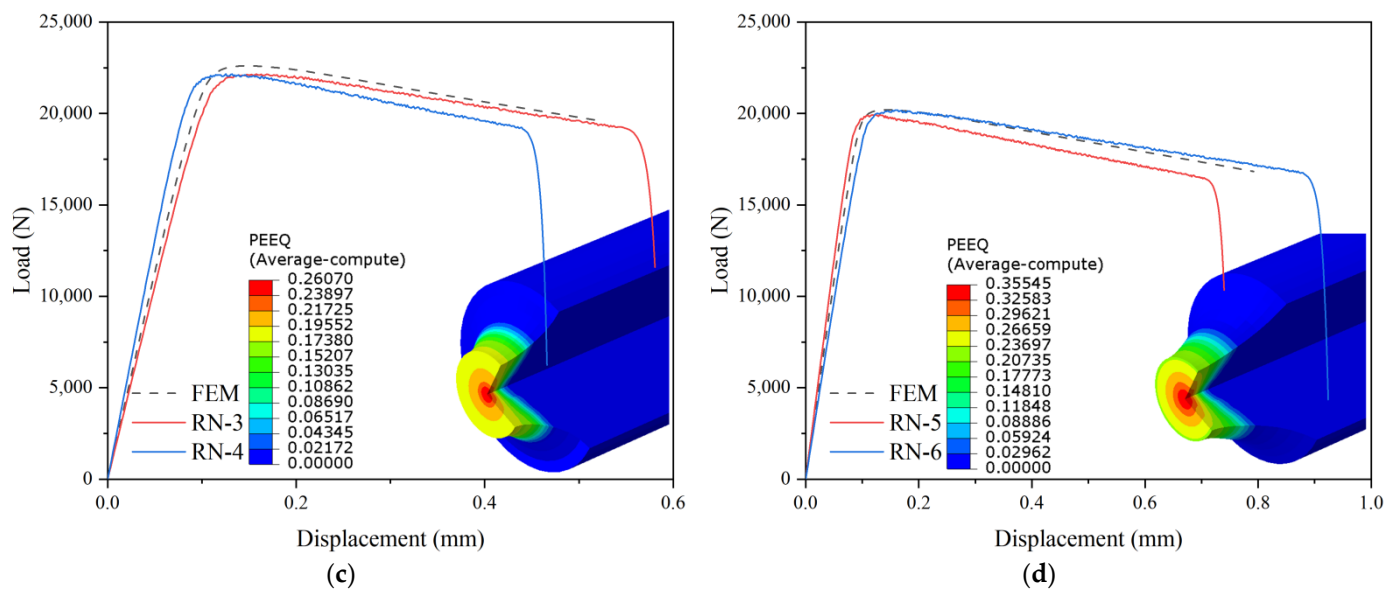 25,000
20,000
15,000
10,000
5,000
0
Load (N)
PEEQ
(Average-compute)
0.26070
0.23897
0.21725
0.19552
0.17380
0.15207
0.13035
0.10862
0.08690
0.06517
0.04345
0.02172
0.00000
FEM
RN-3
RN-4
0.0 0.2 0.4 0.6
Displacement (mm)
(c)
25,000
20,000
15,000
10,000
5,000
0
Load (N)
PEEQ
(Average-compute)
0.35545
0.32583
0.29621
0.26659
0.23697
0.20735
0.17773
0.14810
0.11848
0.08886
0.05924
0.02962
0.00000
FEM
RN-5
RN-6
0.0 0.2 0.4 0.6 0.8 1.0
Displacement (mm)
(d)